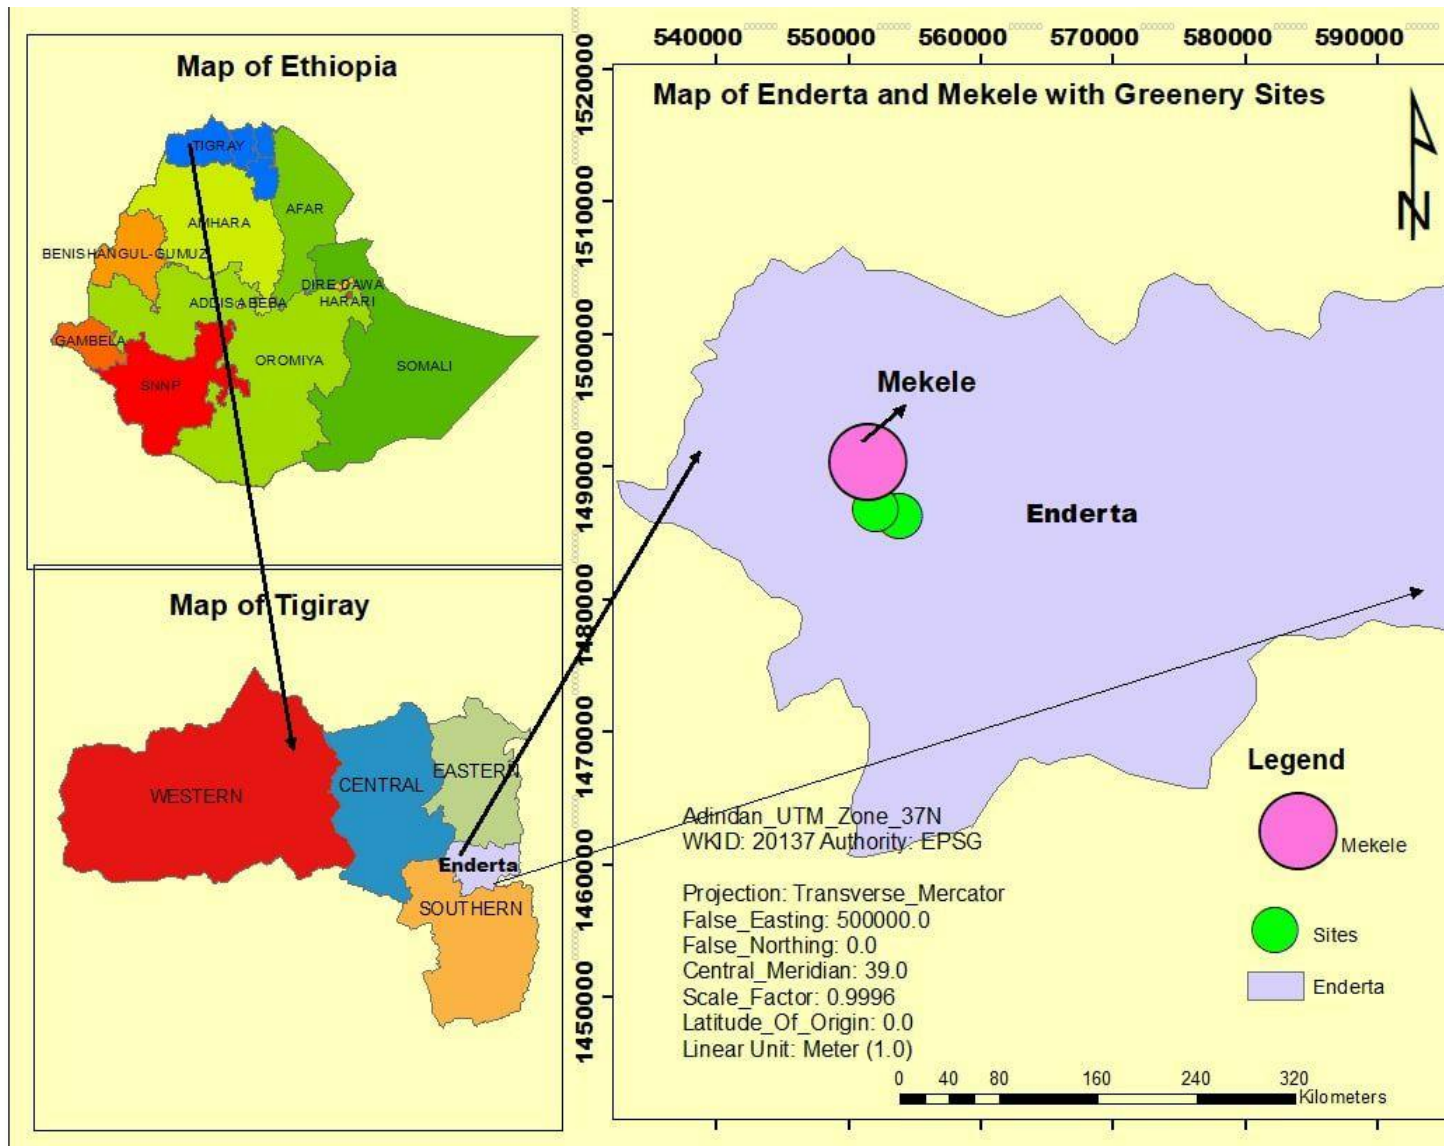 Map of Ethiopia
TIGRAY
AFAR
AMHARA
BENISHANGUL-GUMUZ
DIRE DAWA
ADDIS ABEBA
HARARI
GAMBELA
OROMIYA
SOMALI
SNNP
Map of Tigiray
WESTERN
CENTRAL
EASTERN
Enderta
SOUTHERN
540000 550000 560000 570000 580000 590000
1520000
1510000
1500000
1490000
1480000
1470000
1460000
1450000
Map of Enderta and Mekele with Greenery Sites
N
Mekele
Enderta
Legend
Mekele
Sites
Enderta
Adindan_UTM_Zone_37N
WKID: 20137 Authority: EPSG
Projection: Transverse_Mercator
False_Easting: 500000.0
False_Northing: 0.0
Central_Meridian: 39.0
Scale_Factor: 0.9996
Latitude_Of_Origin: 0.0
Linear Unit: Meter (1.0)
0 40 80 160 240 320
Kilometers